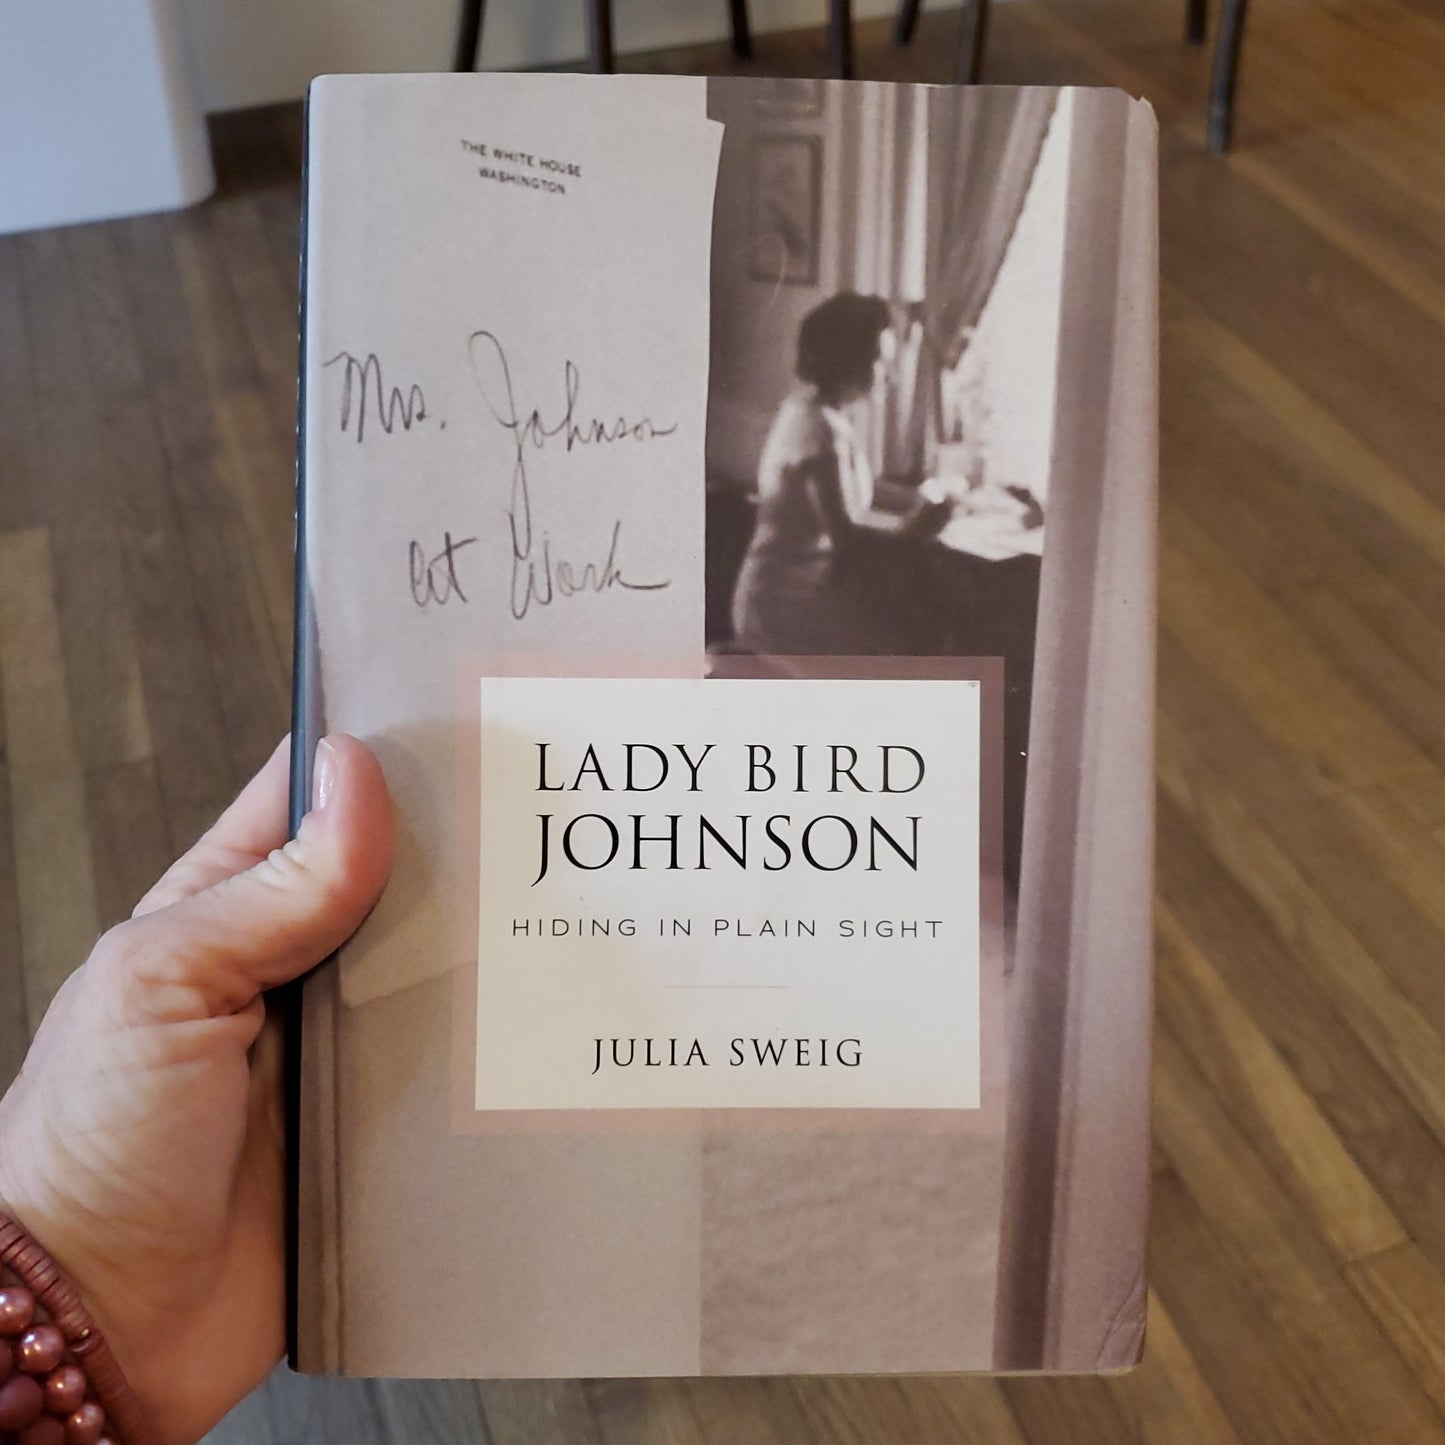 THE WHITE HOUSE
WASHINGTON
Mrs. Johnson
at Work
LADY BIRD
JOHNSON
HIDING IN PLAIN SIGHT
JULIA SWEIG